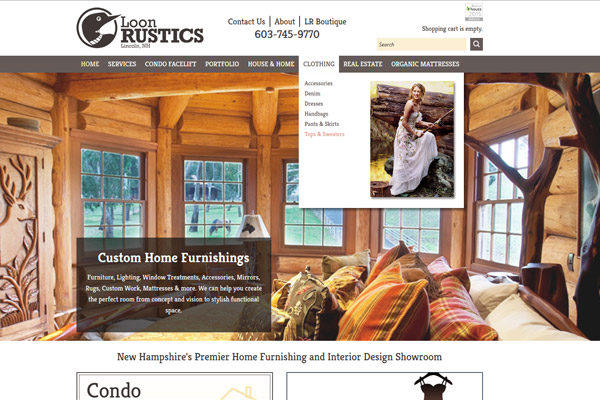 Loon
RUSTICS
Lincoln, NH
Contact Us | About | LR Boutique
603-745-9770
houzz
Shopping cart is empty.
Search
HOME SERVICES CONDO FACELIFT PORTFOLIO HOUSE & HOME CLOTHING REAL ESTATE ORGANIC MATTRESSES
Accessories
Denim
Dresses
Handbags
Pants & Skirts
Tops & Sweaters
Custom Home Furnishings
Furniture, Lighting, Window Treatments, Accessories, Mirrors,
Rugs, Custom Work, Mattresses & more. We can help you create
the perfect room from concept and vision to stylish functional
space.
New Hampshire's Premier Home Furnishing and Interior Design Showroom
Condo